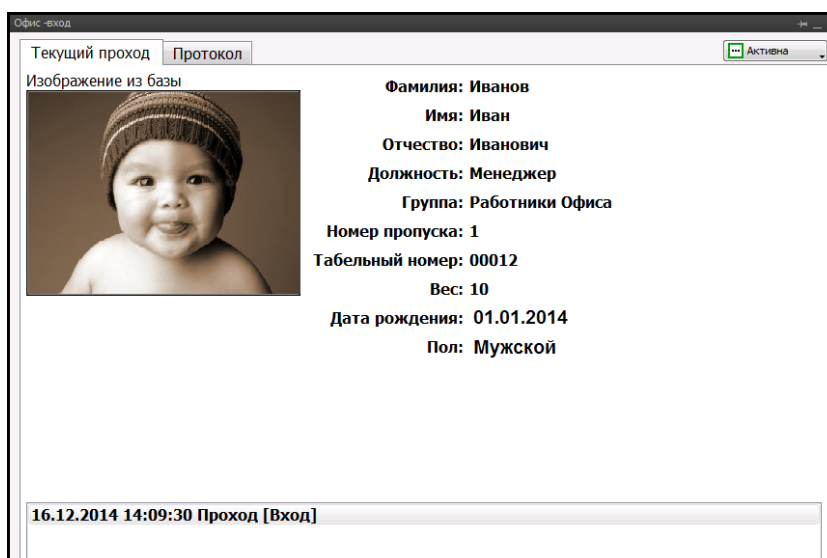 Офис -вход
Текущий проход Протокол Активна
Изображение из базы
Фамилия: Иванов
Имя: Иван
Отчество: Иванович
Должность: Менеджер
Группа: Работники Офиса
Номер пропуска: 1
Табельный номер: 00012
Вес: 10
Дата рождения: 01.01.2014
Пол: Мужской
16.12.2014 14:09:30 Проход [Вход]